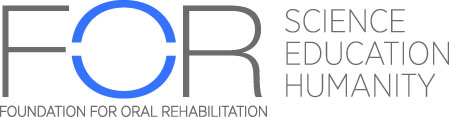 FOR
FOUNDATION FOR ORAL REHABILITATION
SCIENCE
EDUCATION
HUMANITY